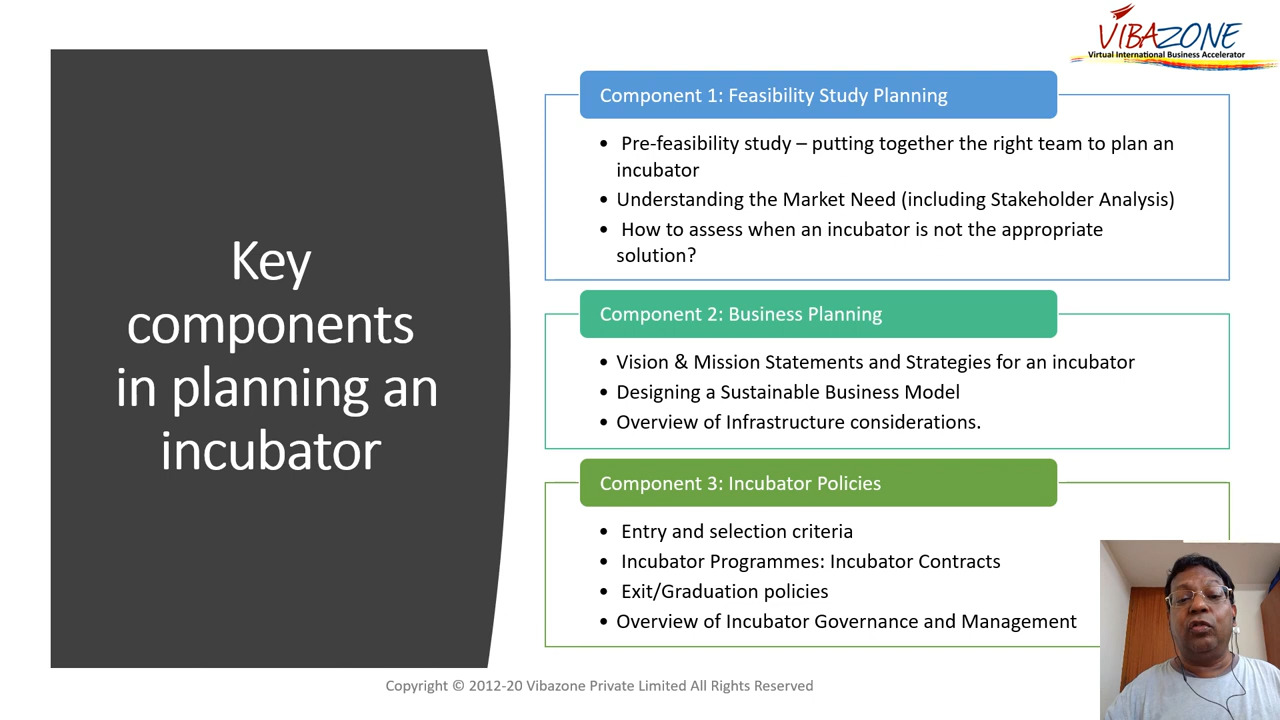 VIBAZONE
Virtual International Business Accelerator
Key
components
in planning an
incubator
Component 1: Feasibility Study Planning
• Pre-feasibility study – putting together the right team to plan an
incubator
• Understanding the Market Need (including Stakeholder Analysis)
• How to assess when an incubator is not the appropriate
solution?
Component 2: Business Planning
• Vision & Mission Statements and Strategies for an incubator
• Designing a Sustainable Business Model
• Overview of Infrastructure considerations.
Component 3: Incubator Policies
• Entry and selection criteria
• Incubator Programmes: Incubator Contracts
• Exit/Graduation policies
• Overview of Incubator Governance and Management
Copyright © 2012-20 Vibazone Private Limited All Rights Reserved